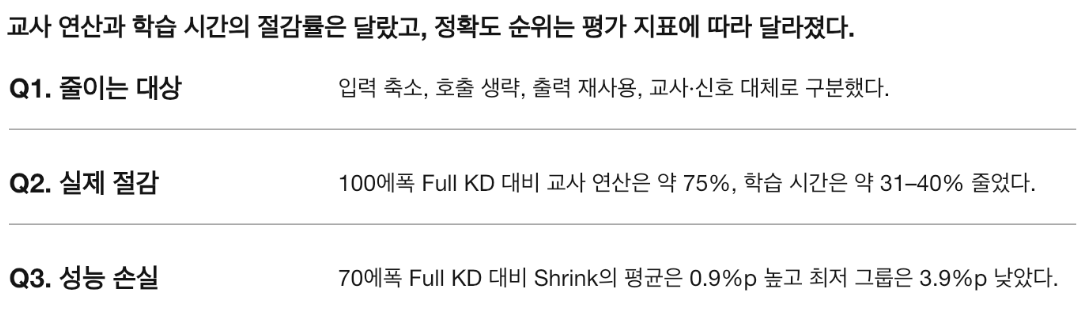 교사 연산과 학습 시간의 절감률은 달랐고, 정확도 순위는 평가 지표에 따라 달라졌다.
Q1. 줄이는 대상 입력 축소, 호출 생략, 출력 재사용, 교사·신호 대체로 구분했다.
Q2. 실제 절감 100에폭 Full KD 대비 교사 연산은 약 75%, 학습 시간은 약 31–40% 줄었다.
Q3. 성능 손실 70에폭 Full KD 대비 Shrink의 평균은 0.9%p 높고 최저 그룹은 3.9%p 낮았다.